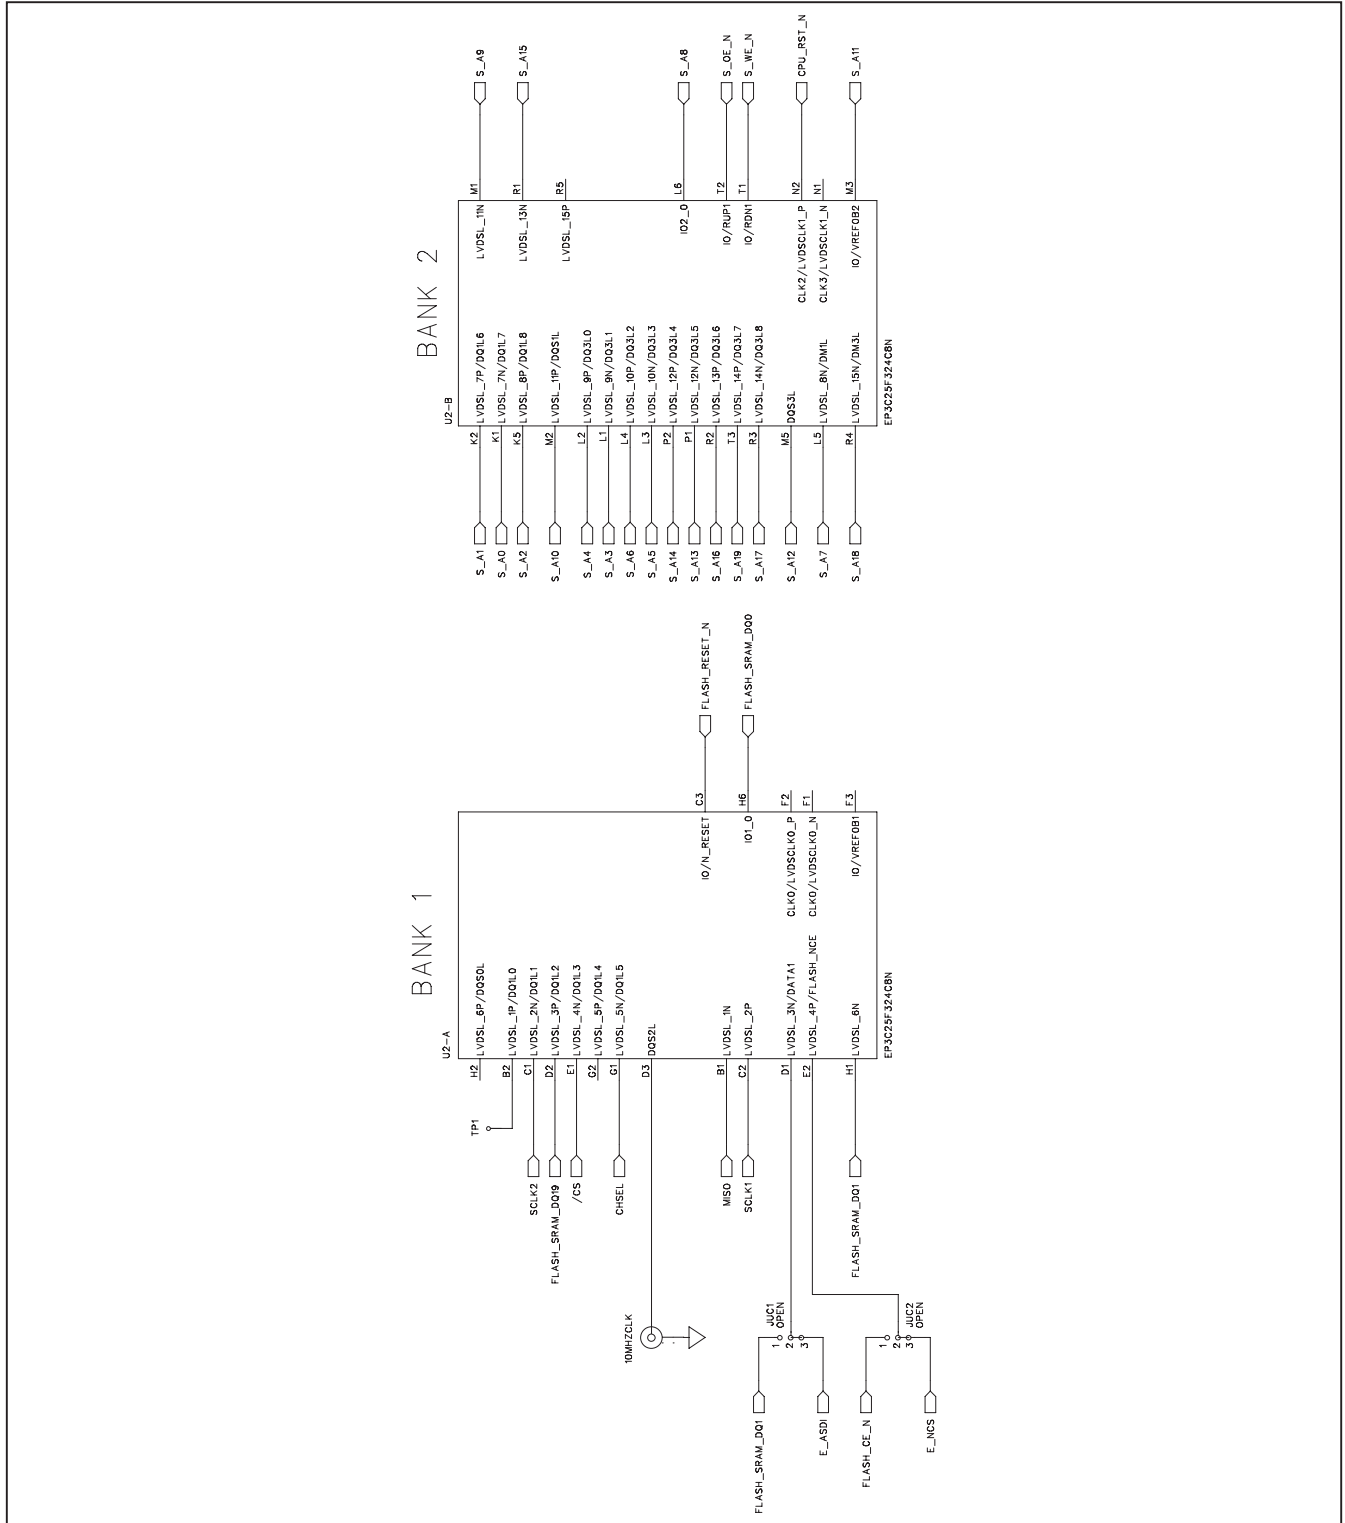 BANK 1
U2-A
EP3C25F324C8N
H2 LVDSL_6P/DQS0L
TP1 B2 LVDSL_1P/DQ1L0
SCLK2 C1 LVDSL_2N/DQ1L1
FLASH_SRAM_DQ19 D2 LVDSL_3P/DQ1L2
/CS E1 LVDSL_4N/DQ1L3
G2 LVDSL_5P/DQ1L4
CHSEL G1 LVDSL_5N/DQ1L5
10MHZCLK D3 DQS2L
IO/N_RESET C3 FLASH_RESET_N
MISO B1 LVDSL_1N
SCLK1 C2 LVDSL_2P
IO1_0 H6 FLASH_SRAM_DQ0
FLASH_SRAM_DQ1 1 JUC1
OPEN
2 D1 LVDSL_3N/DATA1
E_ASDI 3
CLK0/LVDSCLK0_P F2
FLASH_CE_N 1 JUC2
OPEN
2 E2 LVDSL_4P/FLASH_NCE
E_NCS 3
CLK0/LVDSCLK0_N F1
FLASH_SRAM_DQ1 H1 LVDSL_6N
IO/VREF0B1 F3
BANK 2
U2-B
EP3C25F324C8N
S_A1 K2 LVDSL_7P/DQ1L6 LVDSL_11N M1 S_A9
S_A0 K1 LVDSL_7N/DQ1L7
S_A2 K5 LVDSL_8P/DQ1L8 LVDSL_13N R1 S_A15
S_A10 M2 LVDSL_11P/DQS1L LVDSL_15P R5
S_A4 L2 LVDSL_9P/DQ3L0
S_A3 L1 LVDSL_9N/DQ3L1
S_A6 L4 LVDSL_10P/DQ3L2
S_A5 L3 LVDSL_10N/DQ3L3
S_A14 P2 LVDSL_12P/DQ3L4 IO2_0 L6 S_A8
S_A13 P1 LVDSL_12N/DQ3L5
S_A16 R2 LVDSL_13P/DQ3L6 IO/RUP1 T2 S_OE_N
S_A19 T3 LVDSL_14P/DQ3L7 IO/RDN1 T1 S_WE_N
S_A17 R3 LVDSL_14N/DQ3L8
S_A12 M5 DQS3L CLK2/LVDSCLK1_P N2 CPU_RST_N
S_A7 L5 LVDSL_8N/DM1L CLK3/LVDSCLK1_N N1
S_A18 R4 LVDSL_15N/DM3L IO/VREF0B2 M3 S_A11